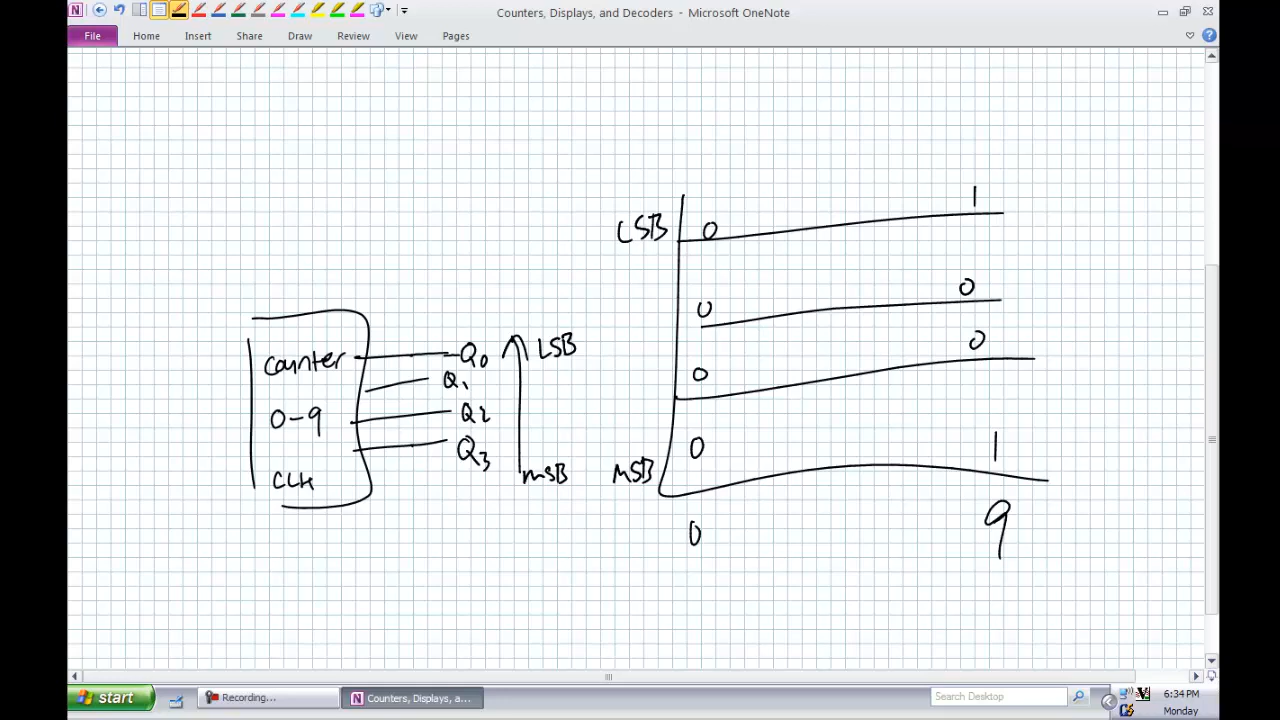 Counters, Displays, and Decoders - Microsoft OneNote
File Home Insert Share Draw Review View Pages
1
LSB 0
0
0
0
0
counter Q0 LSB
Q1
0-9 Q2
Q3
CLK mSB
0 1
MSB
0 9
start Recording... Counters, Displays, a... Search Desktop 6:34 PM
Monday